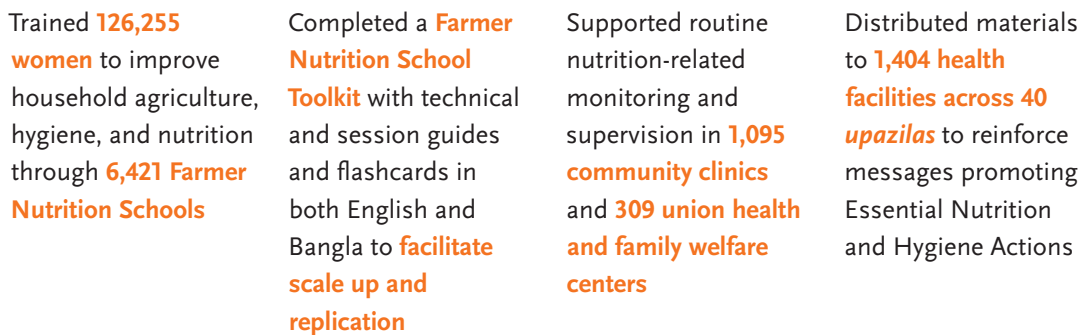 Trained 126,255
women to improve
household agriculture,
hygiene, and nutrition
through 6,421 Farmer
Nutrition Schools
Completed a Farmer
Nutrition School
Toolkit with technical
and session guides
and flashcards in
both English and
Bangla to facilitate
scale up and
replication
Supported routine
nutrition-related
monitoring and
supervision in 1,095
community clinics
and 309 union health
and family welfare
centers
Distributed materials
to 1,404 health
facilities across 40
upazilas to reinforce
messages promoting
Essential Nutrition
and Hygiene Actions